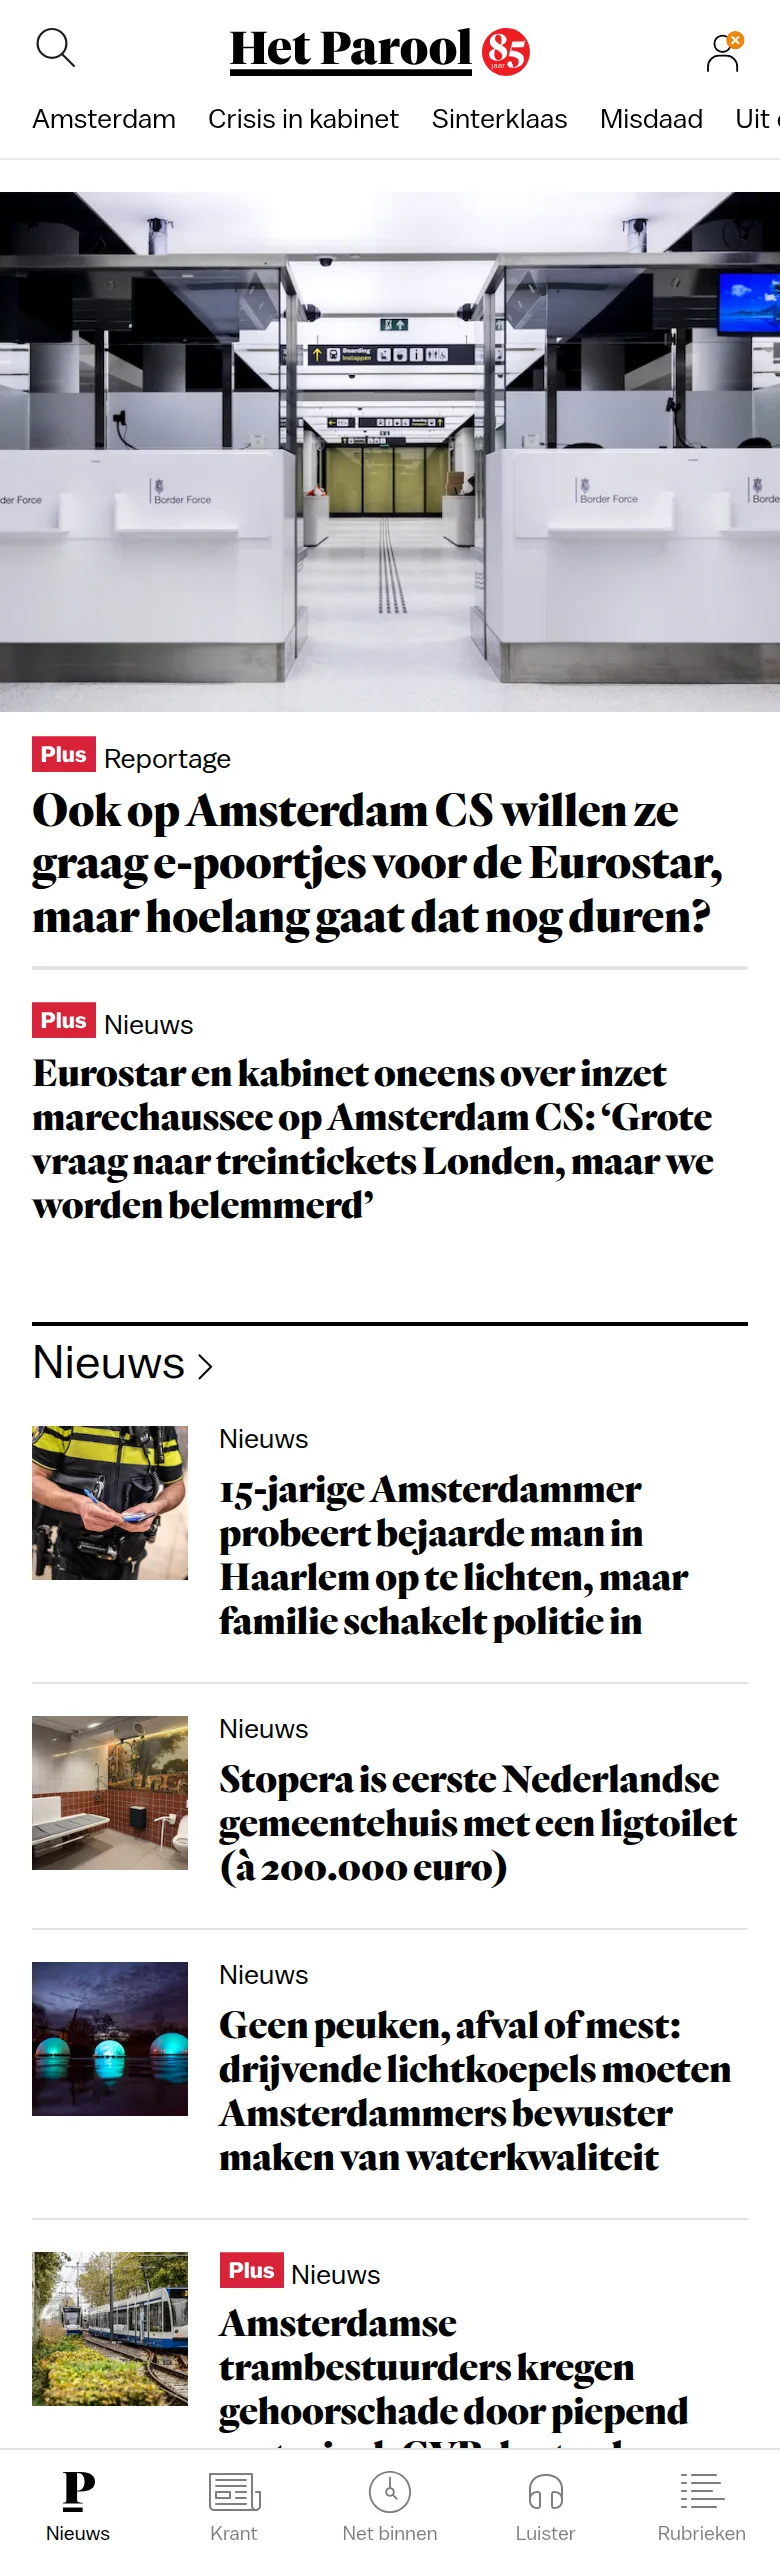 Het Parool 85 jaar
Amsterdam Crisis in kabinet Sinterklaas Misdaad Uit
Boarding
Instappen
Border Force
Border Force
Plus Reportage
Ook op Amsterdam CS willen ze
graag e-poortjes voor de Eurostar,
maar hoelang gaat dat nog duren?
Plus Nieuws
Eurostar en kabinet oneens over inzet
marechaussee op Amsterdam CS: ‘Grote
vraag naar treintickets Londen, maar we
worden belemmerd’
Nieuws
Nieuws
15-jarige Amsterdammer
probeert bejaarde man in
Haarlem op te lichten, maar
familie schakelt politie in
Nieuws
Stopera is eerste Nederlandse
gemeentehuis met een ligtoilet
(à 200.000 euro)
Nieuws
Geen peuken, afval of mest:
drijvende lichtkoepels moeten
Amsterdammers bewuster
maken van waterkwaliteit
Plus Nieuws
Amsterdamse
trambestuurders kregen
gehoorschade door piepend
Nieuws Krant Net binnen Luister Rubrieken